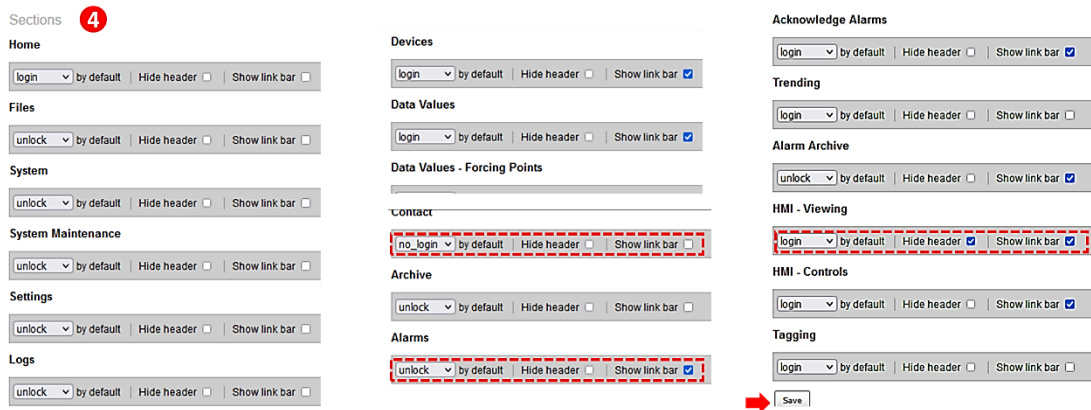 Sections 4
Home
login by default | Hide header | Show link bar
Files
unlock by default | Hide header | Show link bar
System
unlock by default | Hide header | Show link bar
System Maintenance
unlock by default | Hide header | Show link bar
Settings
unlock by default | Hide header | Show link bar
Logs
unlock by default | Hide header | Show link bar
Devices
login by default | Hide header | Show link bar
Data Values
login by default | Hide header | Show link bar
Data Values - Forcing Points
Contact
no_login by default | Hide header | Show link bar
Archive
unlock by default | Hide header | Show link bar
Alarms
unlock by default | Hide header | Show link bar
Acknowledge Alarms
login by default | Hide header | Show link bar
Trending
login by default | Hide header | Show link bar
Alarm Archive
unlock by default | Hide header | Show link bar
HMI - Viewing
login by default | Hide header | Show link bar
HMI - Controls
login by default | Hide header | Show link bar
Tagging
login by default | Hide header | Show link bar
Save